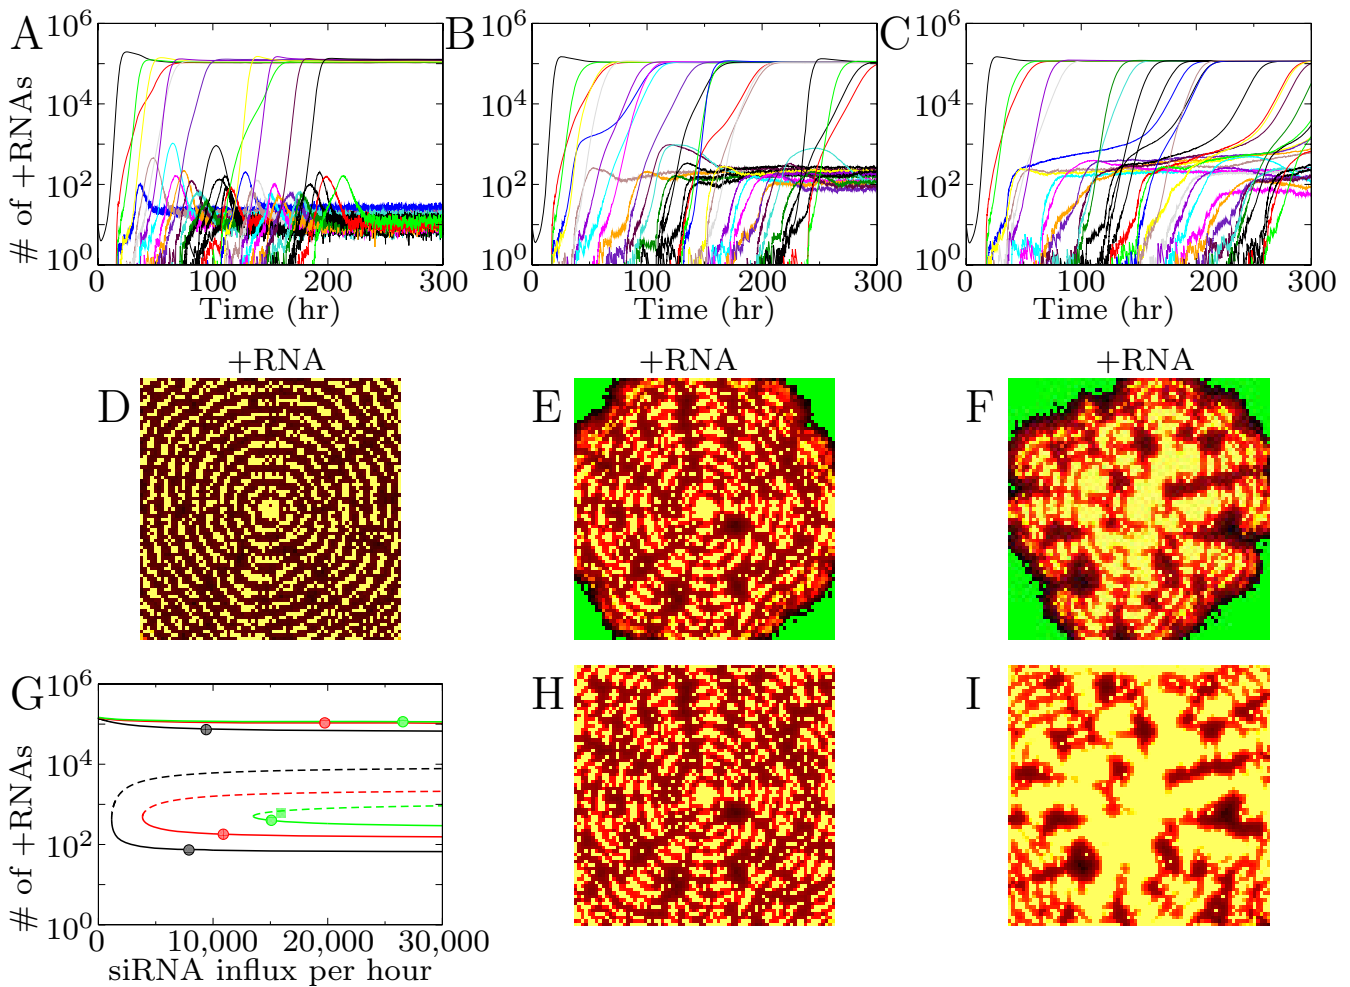 A
B
C
# of +RNAs
10^6
10^4
10^2
10^0
0
100
200
300
Time (hr)
10^6
10^4
10^2
10^0
0
100
200
300
Time (hr)
10^6
10^4
10^2
10^0
0
100
200
300
Time (hr)
+RNA
+RNA
+RNA
D
E
F
G
H
I
# of +RNAs
10^6
10^4
10^2
10^0
0
10,000
20,000
30,000
siRNA influx per hour